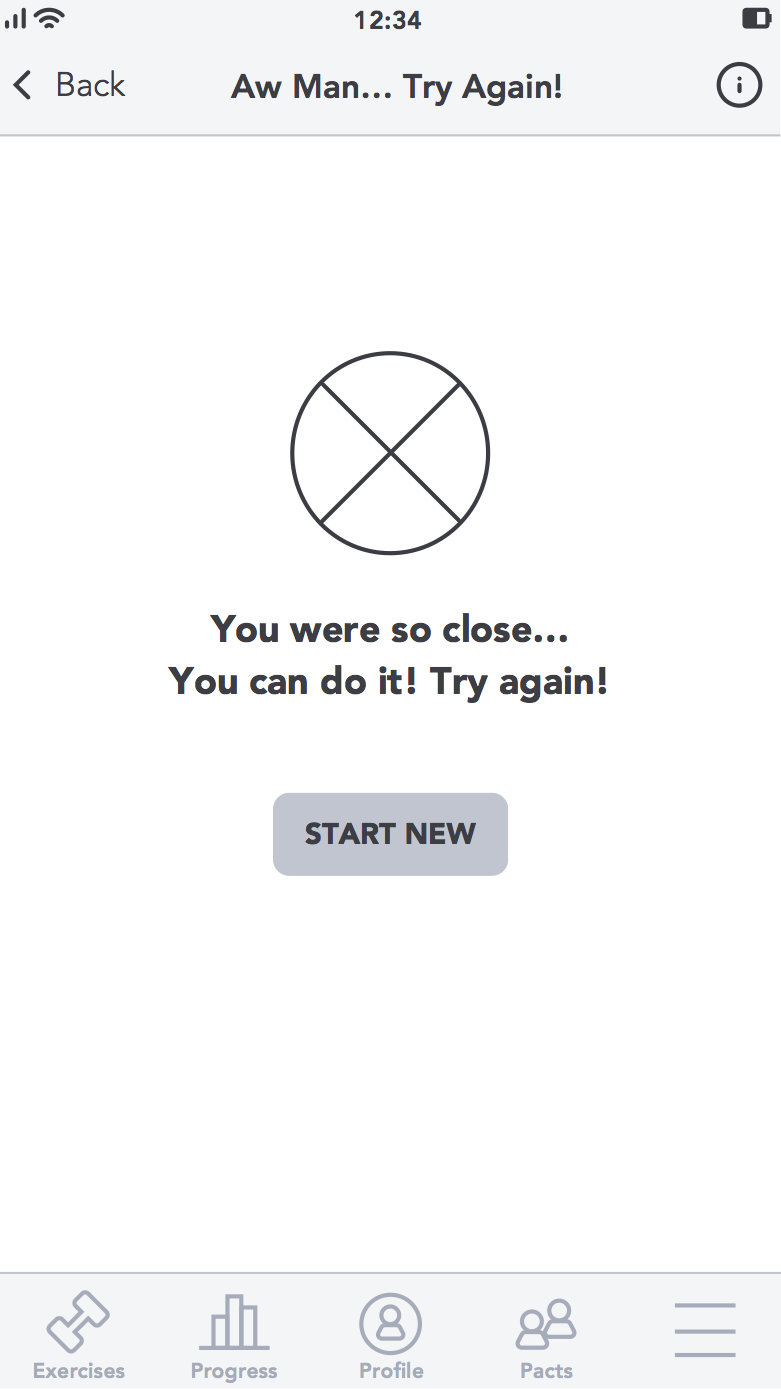 12:34
Back
Aw Man... Try Again!
You were so close...
You can do it! Try again!
START NEW
Exercises
Progress
Profile
Pacts